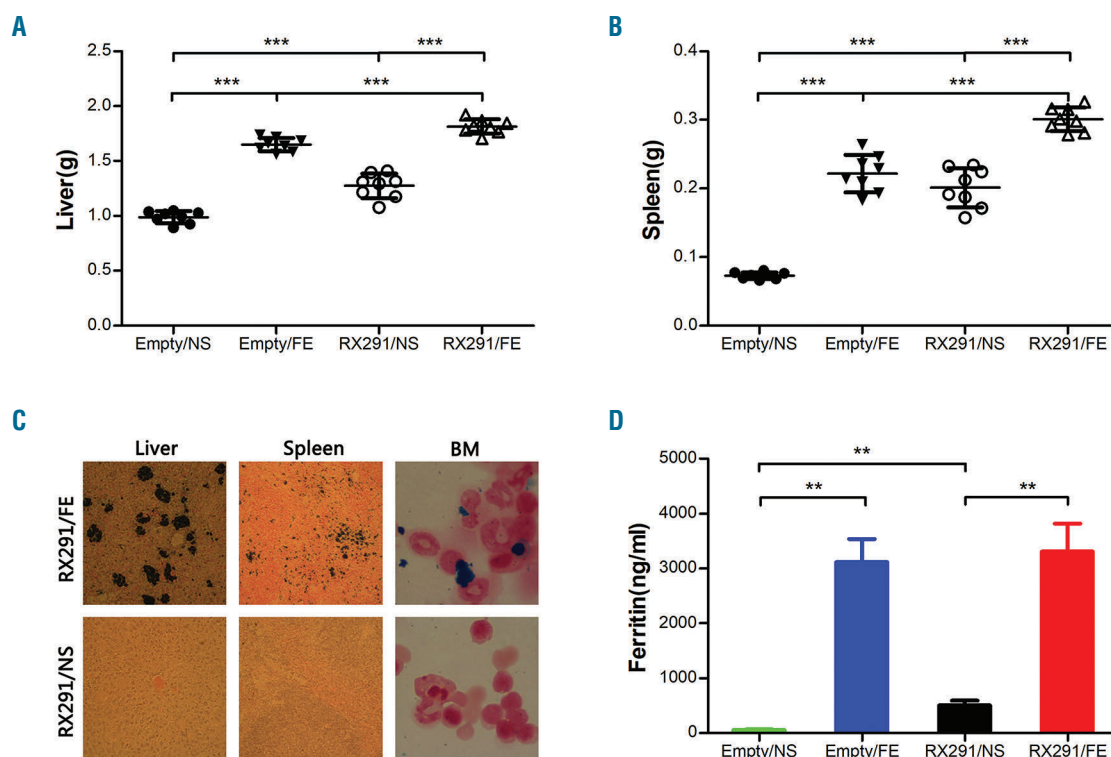 A
Liver(g)
2.5
2.0
1.5
1.0
0.5
0.0
*** ***
*** ***
Empty/NS Empty/FE RX291/NS RX291/FE
B
Spleen(g)
0.4
0.3
0.2
0.1
0.0
*** ***
*** ***
Empty/NS Empty/FE RX291/NS RX291/FE
C
Liver Spleen BM
RX291/FE
RX291/NS
D
Ferritin(ng/ml)
5000
4000
3000
2000
1000
0
**
** **
Empty/NS Empty/FE RX291/NS RX291/FE